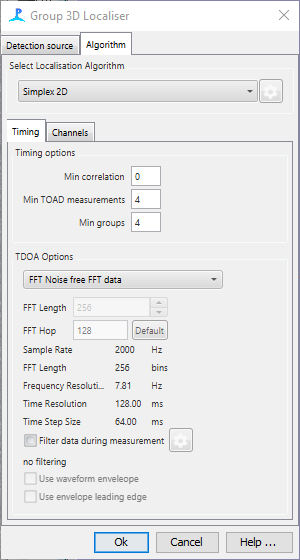 Group 3D Localiser
Detection source Algorithm
Select Localisation Algorithm
Simplex 2D
Timing Channels
Timing options
Min correlation 0
Min TOAD measurements 4
Min groups 4
TDOA Options
FFT Noise free FFT data
FFT Length 256
FFT Hop 128 Default
Sample Rate 2000 Hz
FFT Length 256 bins
Frequency Resoluti... 7.81 Hz
Time Resolution 128.00 ms
Time Step Size 64.00 ms
Filter data during measurement
no filtering
Use waveform enveleope
Use envelope leading edge
Ok Cancel Help ...